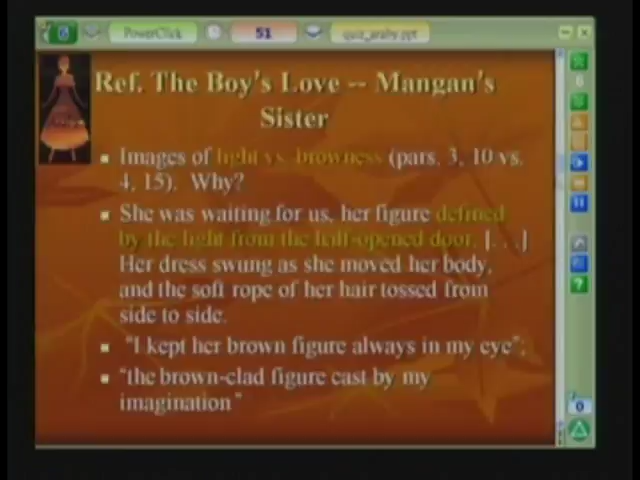 6
PowerClick
51
quiz_araby.ppt
Ref. The Boy's Love -- Mangan's
Sister
Images of light vs. browness (pars. 3, 10 vs.
4, 15). Why?
She was waiting for us, her figure defined
by the light from the half-opened door. [. . .]
Her dress swung as she moved her body,
and the soft rope of her hair tossed from
side to side.
"I kept her brown figure always in my eye";
"the brown-clad figure cast by my
imagination"
6
?
0